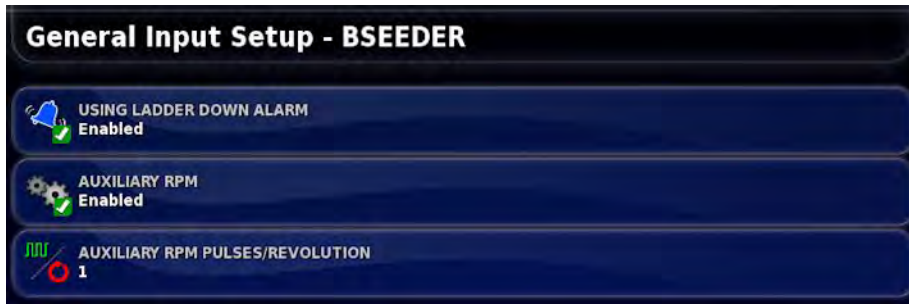 General Input Setup - BSEEDER
USING LADDER DOWN ALARM
Enabled
AUXILIARY RPM
Enabled
AUXILIARY RPM PULSES/REVOLUTION
1